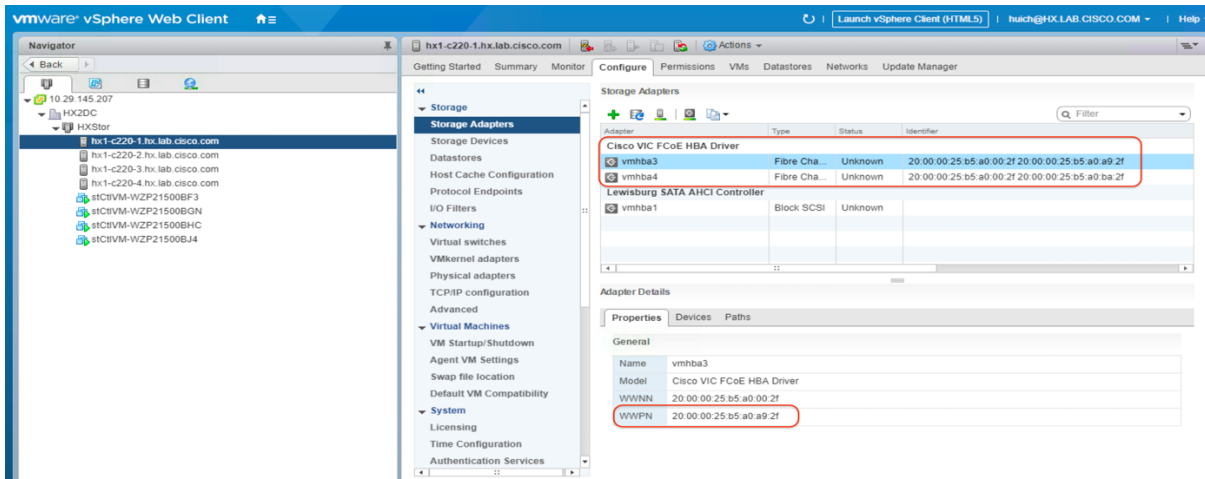 vmware® vSphere Web Client
Launch vSphere Client (HTML5) | huich@HX.LAB.CISCO.COM | Help
Navigator
Back
10.29.145.207
HX2DC
HXStor
hx1-c220-1.hx.lab.cisco.com
hx1-c220-2.hx.lab.cisco.com
hx1-c220-3.hx.lab.cisco.com
hx1-c220-4.hx.lab.cisco.com
stCtlVM-WZP21500BF3
stCtlVM-WZP21500BGN
stCtlVM-WZP21500BHC
stCtlVM-WZP21500BJ4
hx1-c220-1.hx.lab.cisco.com Actions
Getting Started Summary Monitor Configure Permissions VMs Datastores Networks Update Manager
Storage
Storage Adapters
Storage Devices
Datastores
Host Cache Configuration
Protocol Endpoints
I/O Filters
Networking
Virtual switches
VMkernel adapters
Physical adapters
TCP/IP configuration
Advanced
Virtual Machines
VM Startup/Shutdown
Agent VM Settings
Swap file location
Default VM Compatibility
System
Licensing
Time Configuration
Authentication Services
Storage Adapters
Filter
Adapter Type Status Identifier
Cisco VIC FCoE HBA Driver
vmhba3 Fibre Cha... Unknown 20:00:00:25:b5:a0:00:2f 20:00:00:25:b5:a0:a9:2f
vmhba4 Fibre Cha... Unknown 20:00:00:25:b5:a0:00:2f 20:00:00:25:b5:a0:ba:2f
Lewisburg SATA AHCI Controller
vmhba1 Block SCSI Unknown
Adapter Details
Properties Devices Paths
General
Name vmhba3
Model Cisco VIC FCoE HBA Driver
WWNN 20:00:00:25:b5:a0:00:2f
WWPN 20:00:00:25:b5:a0:a9:2f